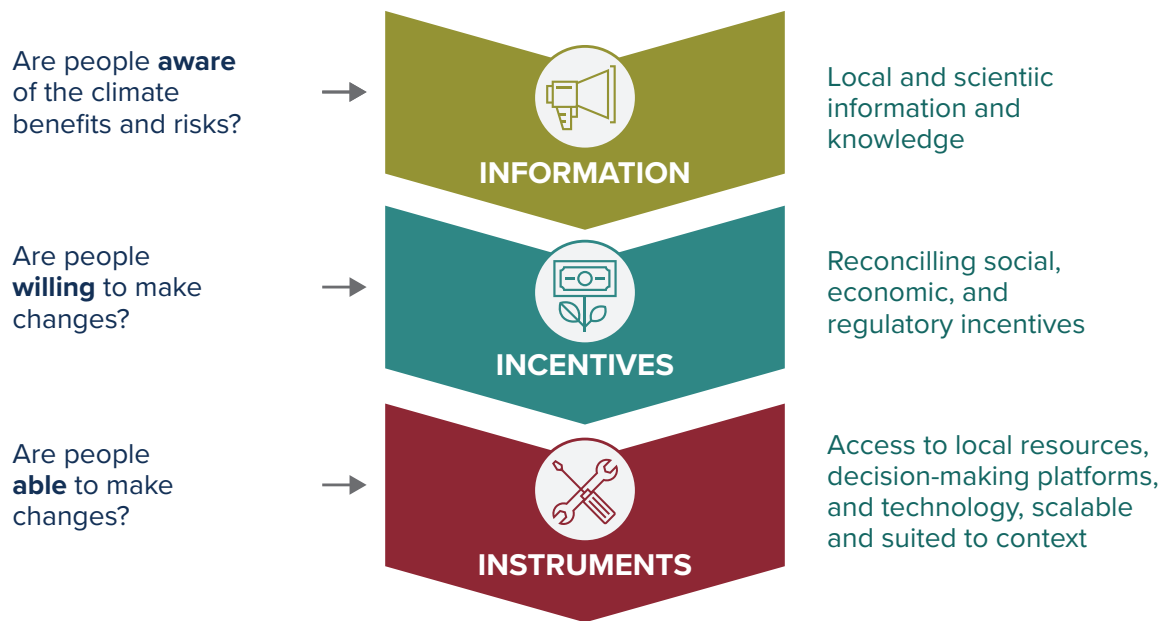 Are people aware
of the climate
benefits and risks?
INFORMATION
Local and scientiic
information and
knowledge
Are people
willing to make
changes?
INCENTIVES
Reconcilling social,
economic, and
regulatory incentives
Are people
able to make
changes?
INSTRUMENTS
Access to local resources,
decision-making platforms,
and technology, scalable
and suited to context